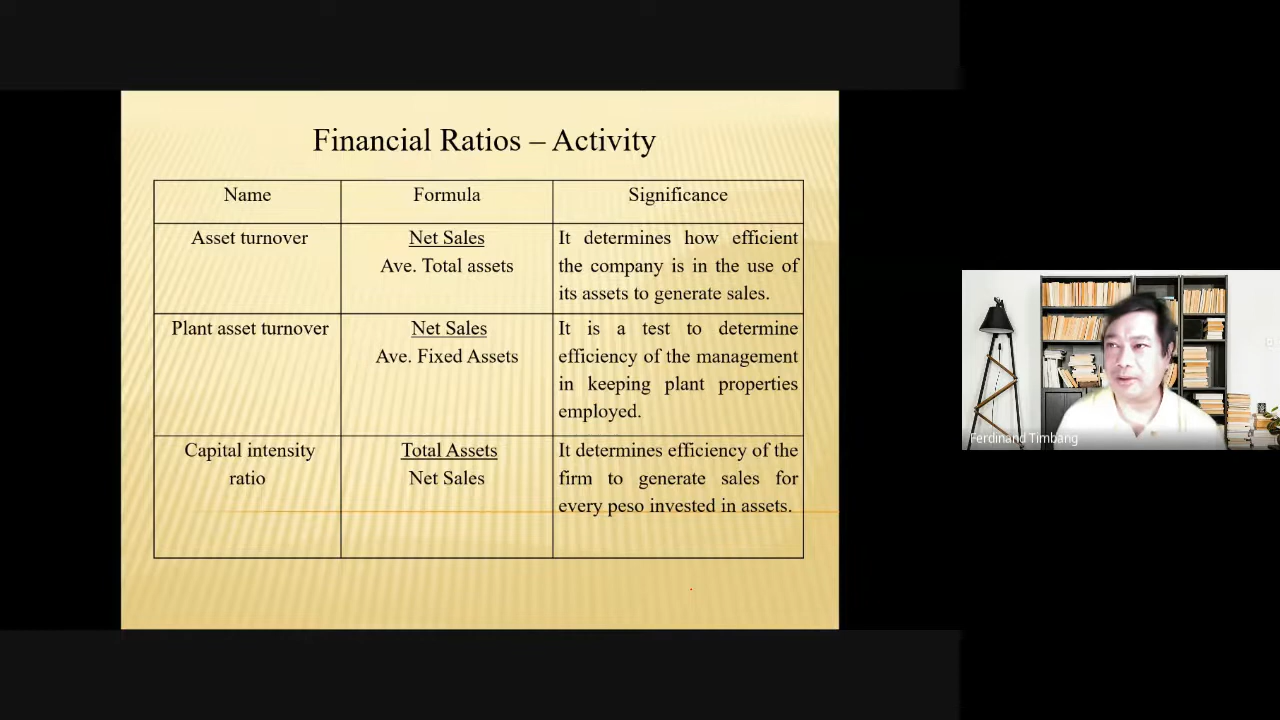 Financial Ratios – Activity
Name
Formula
Significance
Asset turnover
Net Sales
Ave. Total assets
It determines how efficient
the company is in the use of
its assets to generate sales.
Plant asset turnover
Net Sales
Ave. Fixed Assets
It is a test to determine
efficiency of the management
in keeping plant properties
employed.
Capital intensity
ratio
Total Assets
Net Sales
It determines efficiency of the
firm to generate sales for
every peso invested in assets.
Ferdinand Timbang